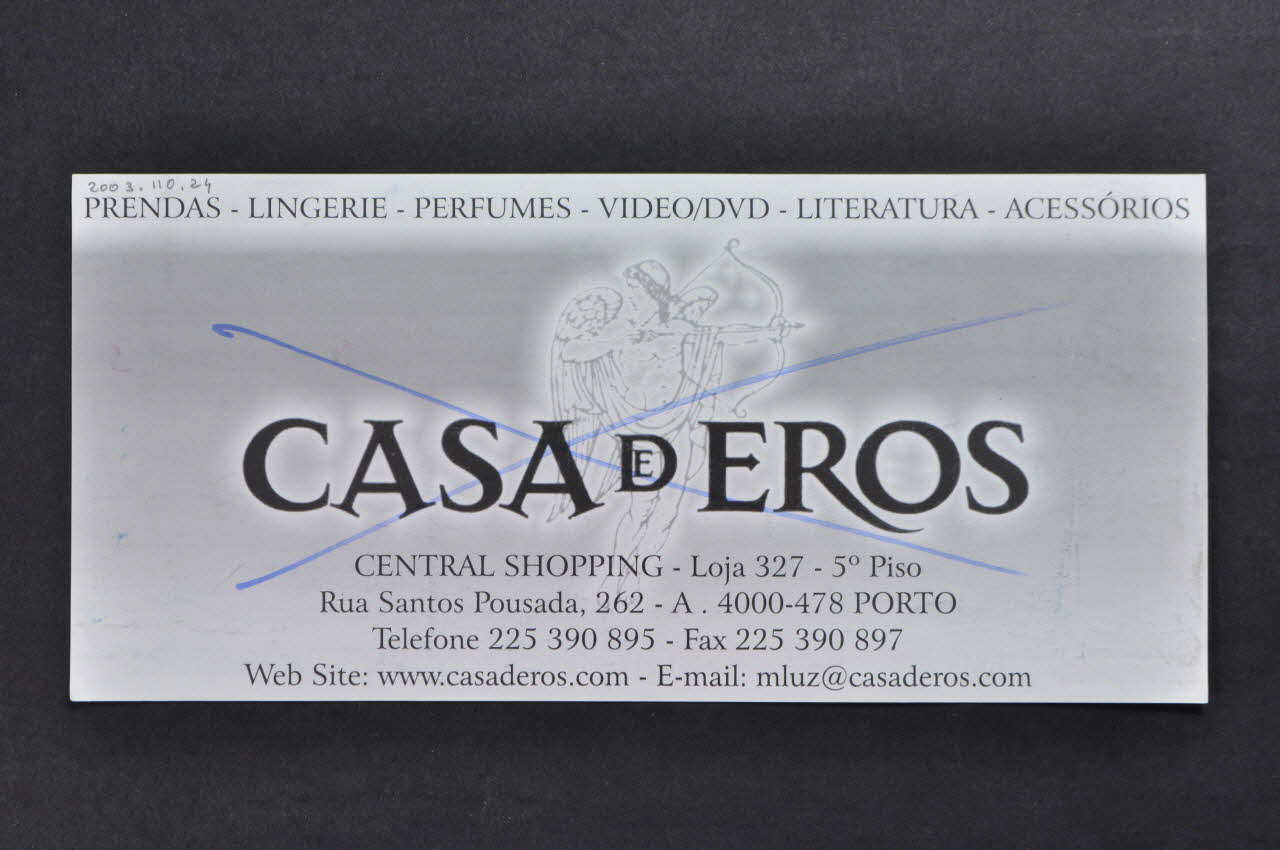 2003.110.24
PRENDAS - LINGERIE - PERFUMES - VIDEO/DVD - LITERATURA - ACESSÓRIOS
CASA DE EROS
CENTRAL SHOPPING - Loja 327 - 5º Piso
Rua Santos Pousada, 262 - A . 4000-478 PORTO
Telefone 225 390 895 - Fax 225 390 897
Web Site: www.casaderos.com - E-mail: mluz@casaderos.com